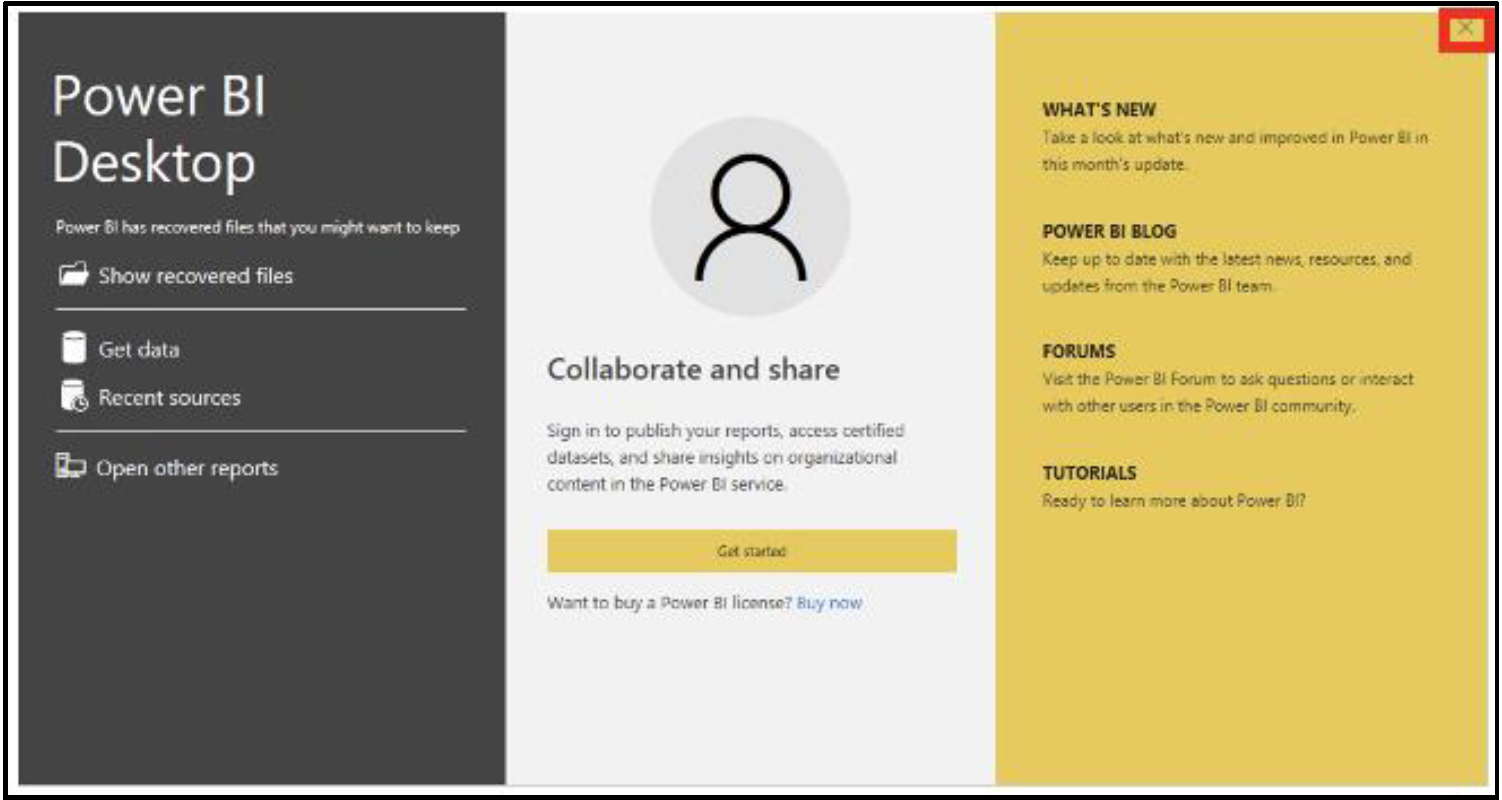 Power BI
Desktop
Power BI has recovered files that you might want to keep
Show recovered files
Get data
Recent sources
Open other reports
Collaborate and share
Sign in to publish your reports, access certified
datasets, and share insights on organizational
content in the Power BI service.
Get started
Want to buy a Power BI license? Buy now
WHAT'S NEW
Take a look at what's new and improved in Power BI in
this month's update.
POWER BI BLOG
Keep up to date with the latest news, resources, and
updates from the Power BI team.
FORUMS
Visit the Power BI Forum to ask questions or interact
with other users in the Power BI community.
TUTORIALS
Ready to learn more about Power BI?